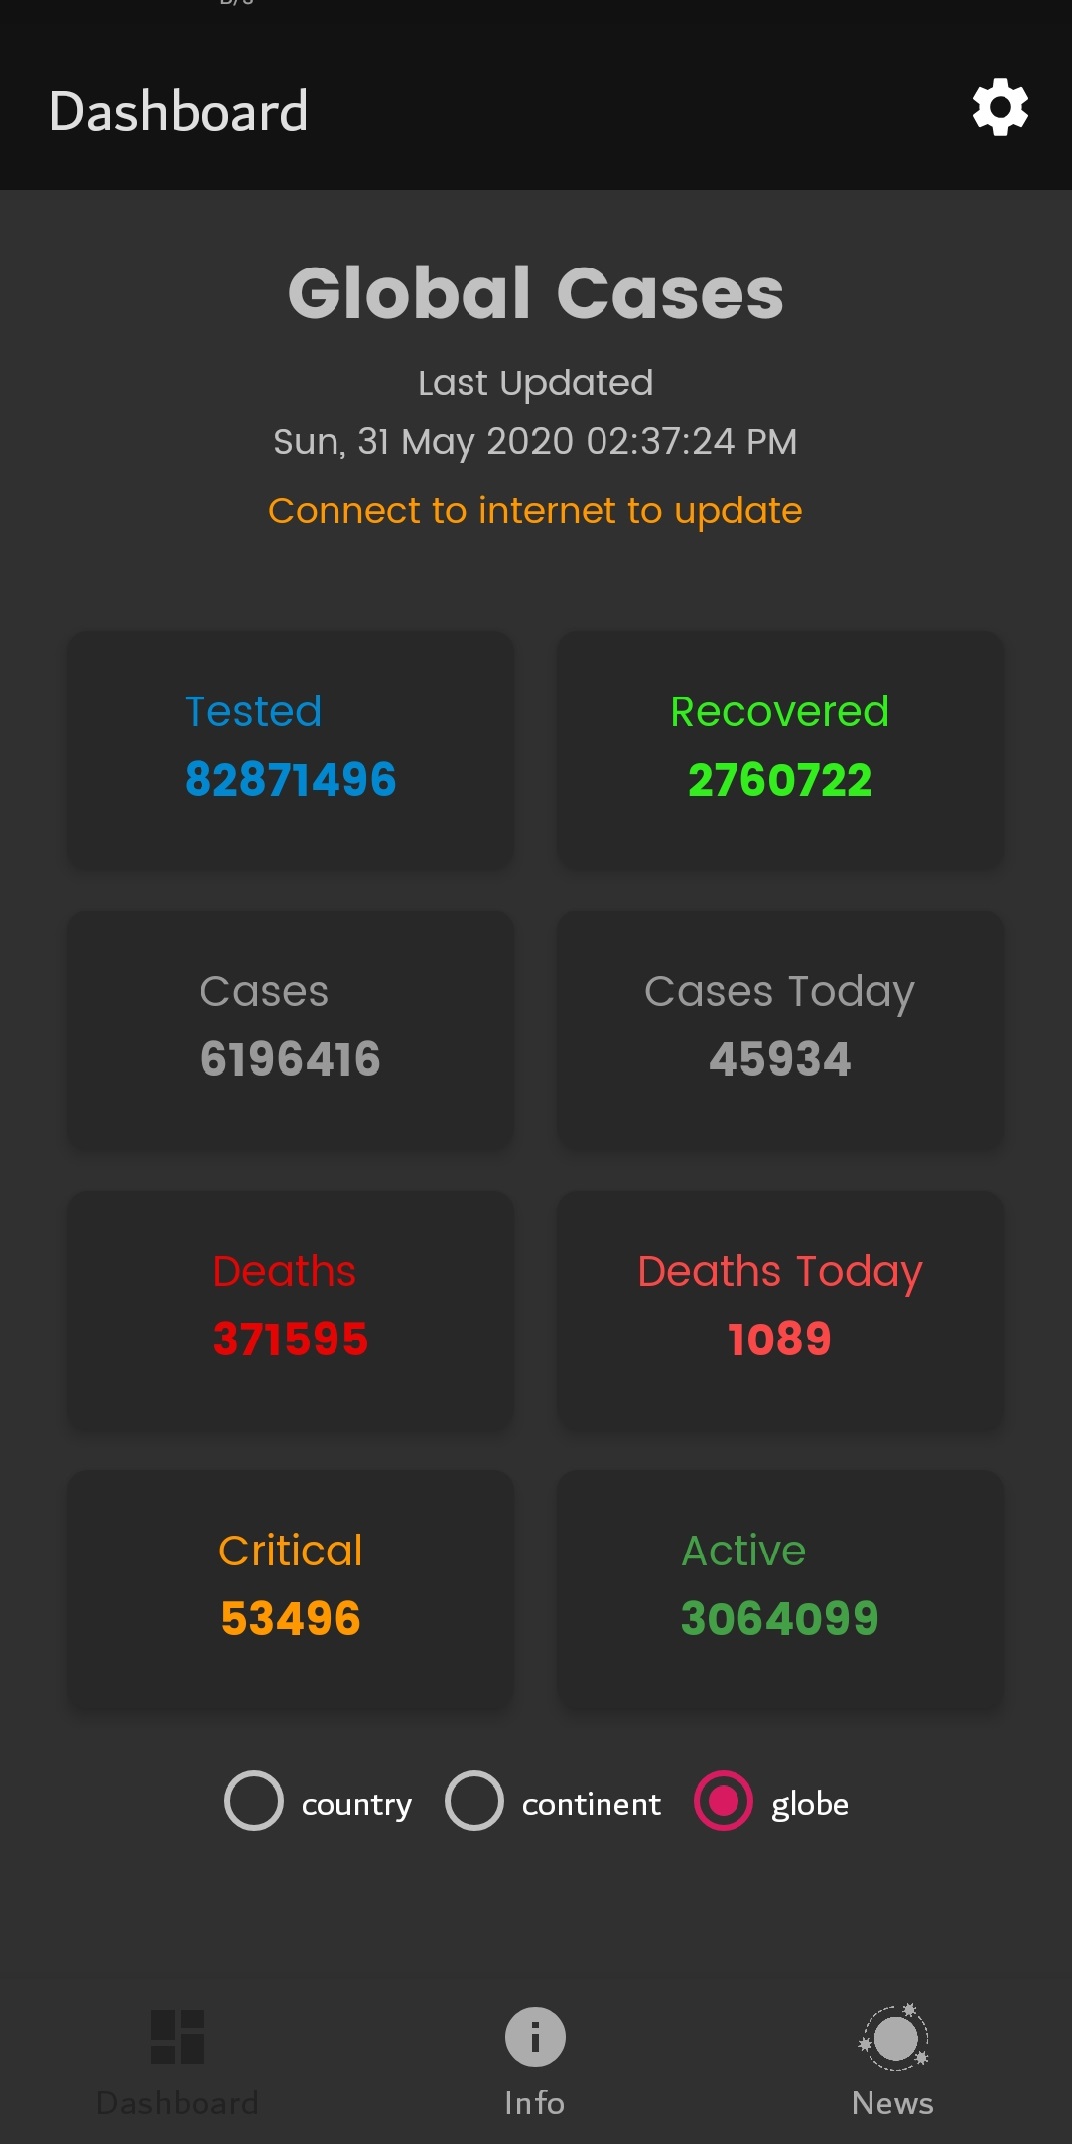 Dashboard
Global Cases
Last Updated
Sun, 31 May 2020 02:37:24 PM
Connect to internet to update
Tested
82871496
Recovered
2760722
Cases
6196416
Cases Today
45934
Deaths
371595
Deaths Today
1089
Critical
53496
Active
3064099
country continent globe
Dashboard Info News